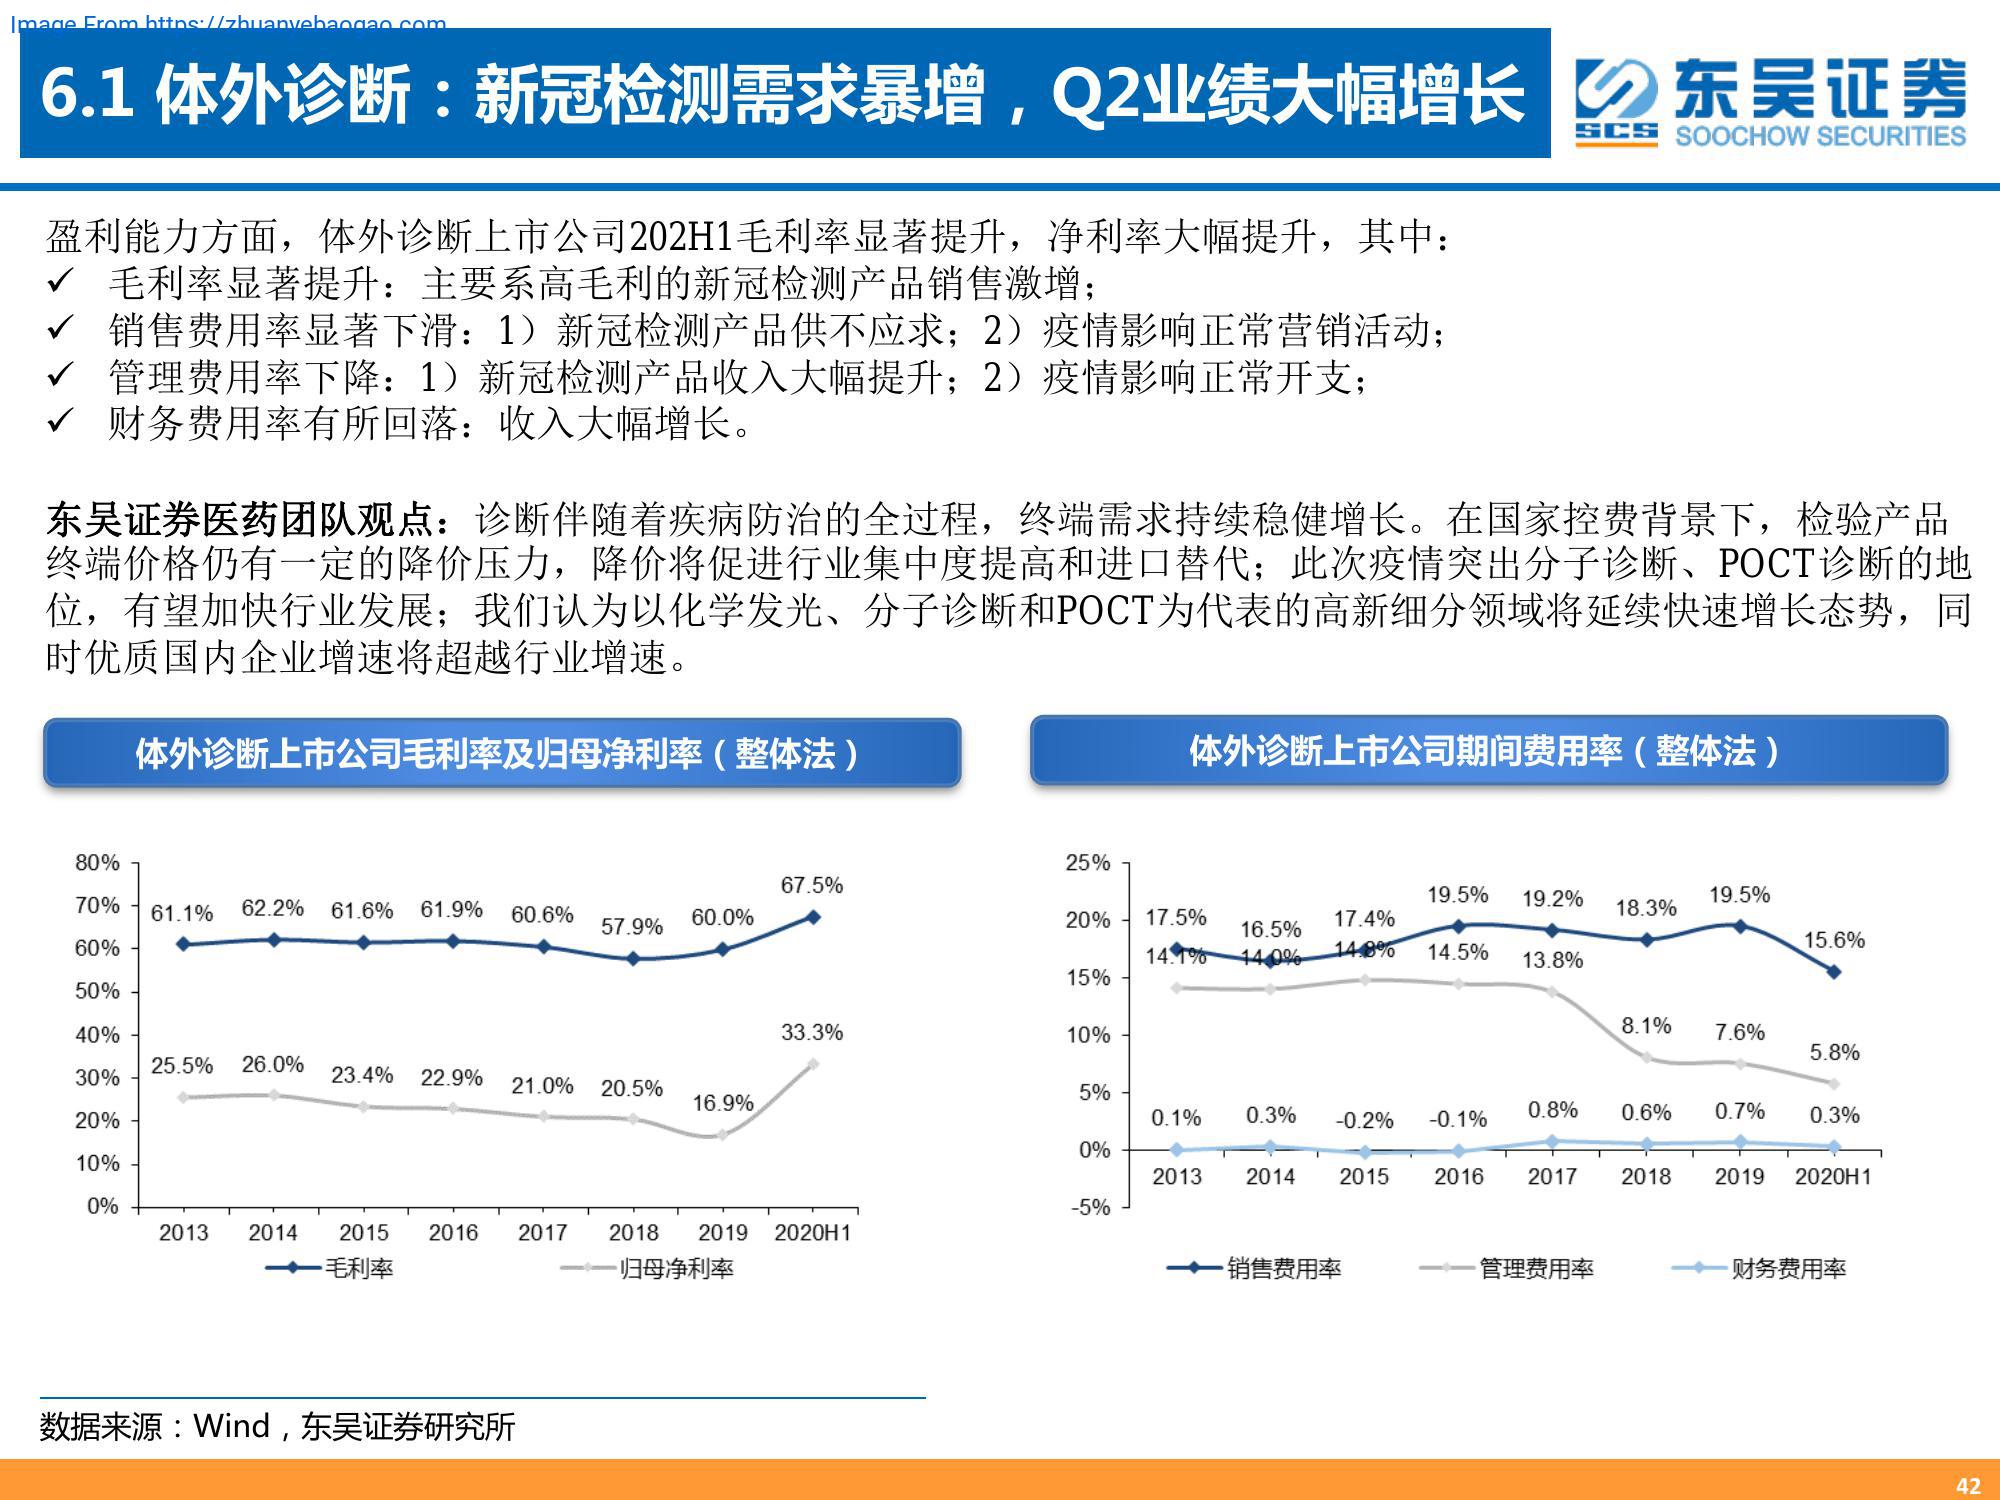 Image From https://zhuanyebaogao.com
6.1 体外诊断：新冠检测需求暴增，Q2业绩大幅增长
东吴证券
SCS
SOOCHOW SECURITIES
盈利能力方面，体外诊断上市公司202H1毛利率显著提升，净利率大幅提升，其中：
✓ 毛利率显著提升：主要系高毛利的新冠检测产品销售激增；
✓ 销售费用率显著下滑：1）新冠检测产品供不应求；2）疫情影响正常营销活动；
✓ 管理费用率下降：1）新冠检测产品收入大幅提升；2）疫情影响正常开支；
✓ 财务费用率有所回落：收入大幅增长。
东吴证券医药团队观点：诊断伴随着疾病防治的全过程，终端需求持续稳健增长。在国家控费背景下，检验产品
终端价格仍有一定的降价压力，降价将促进行业集中度提高和进口替代；此次疫情突出分子诊断、POCT诊断的地
位，有望加快行业发展；我们认为以化学发光、分子诊断和POCT为代表的高新细分领域将延续快速增长态势，同
时优质国内企业增速将超越行业增速。
体外诊断上市公司毛利率及归母净利率（整体法）
80%
70%
60%
50%
40%
30%
20%
10%
0%
61.1% 62.2% 61.6% 61.9% 60.6% 57.9% 60.0% 67.5%
25.5% 26.0% 23.4% 22.9% 21.0% 20.5% 16.9% 33.3%
2013 2014 2015 2016 2017 2018 2019 2020H1
毛利率 归母净利率
体外诊断上市公司期间费用率（整体法）
25%
20%
15%
10%
5%
0%
-5%
17.5% 16.5% 17.4% 19.5% 19.2% 18.3% 19.5% 15.6%
14.1% 14.0% 14.8% 14.5% 13.8% 8.1% 7.6% 5.8%
0.1% 0.3% -0.2% -0.1% 0.8% 0.6% 0.7% 0.3%
2013 2014 2015 2016 2017 2018 2019 2020H1
销售费用率 管理费用率 财务费用率
数据来源：Wind，东吴证券研究所
42